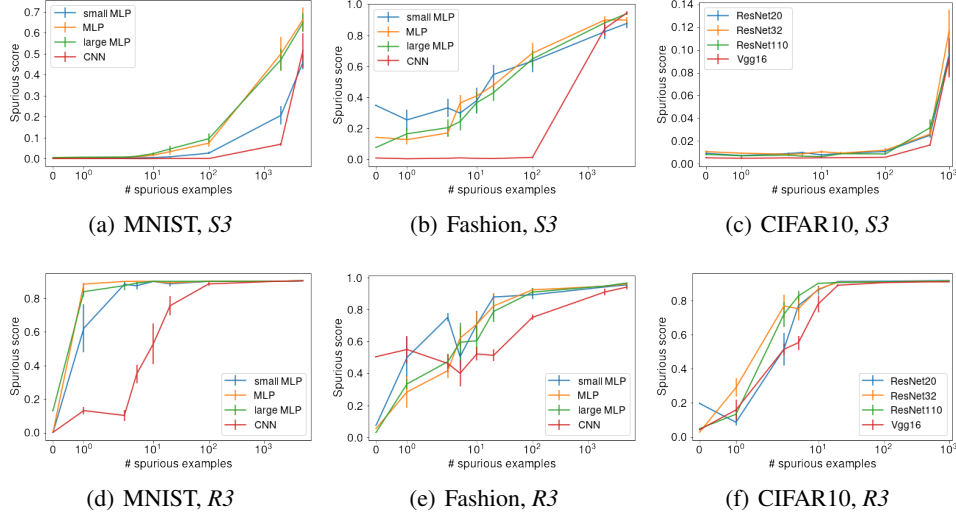 small MLP
MLP
large MLP
CNN
Spurious score
0.7
0.6
0.5
0.4
0.3
0.2
0.1
0.0
0
10^0
10^1
10^2
10^3
# spurious examples
(a) MNIST, S3
small MLP
MLP
large MLP
CNN
Spurious score
1.0
0.8
0.6
0.4
0.2
0.0
0
10^0
10^1
10^2
10^3
# spurious examples
(b) Fashion, S3
ResNet20
ResNet32
ResNet110
Vgg16
Spurious score
0.14
0.12
0.10
0.08
0.06
0.04
0.02
0.00
0
10^0
10^1
10^2
10^3
# spurious examples
(c) CIFAR10, S3
Spurious score
0.8
0.6
0.4
0.2
0.0
small MLP
MLP
large MLP
CNN
0
10^0
10^1
10^2
10^3
# spurious examples
(d) MNIST, R3
Spurious score
1.0
0.8
0.6
0.4
0.2
0.0
small MLP
MLP
large MLP
CNN
0
10^0
10^1
10^2
10^3
# spurious examples
(e) Fashion, R3
Spurious score
0.8
0.6
0.4
0.2
0.0
ResNet20
ResNet32
ResNet110
Vgg16
0
10^0
10^1
10^2
10^3
# spurious examples
(f) CIFAR10, R3